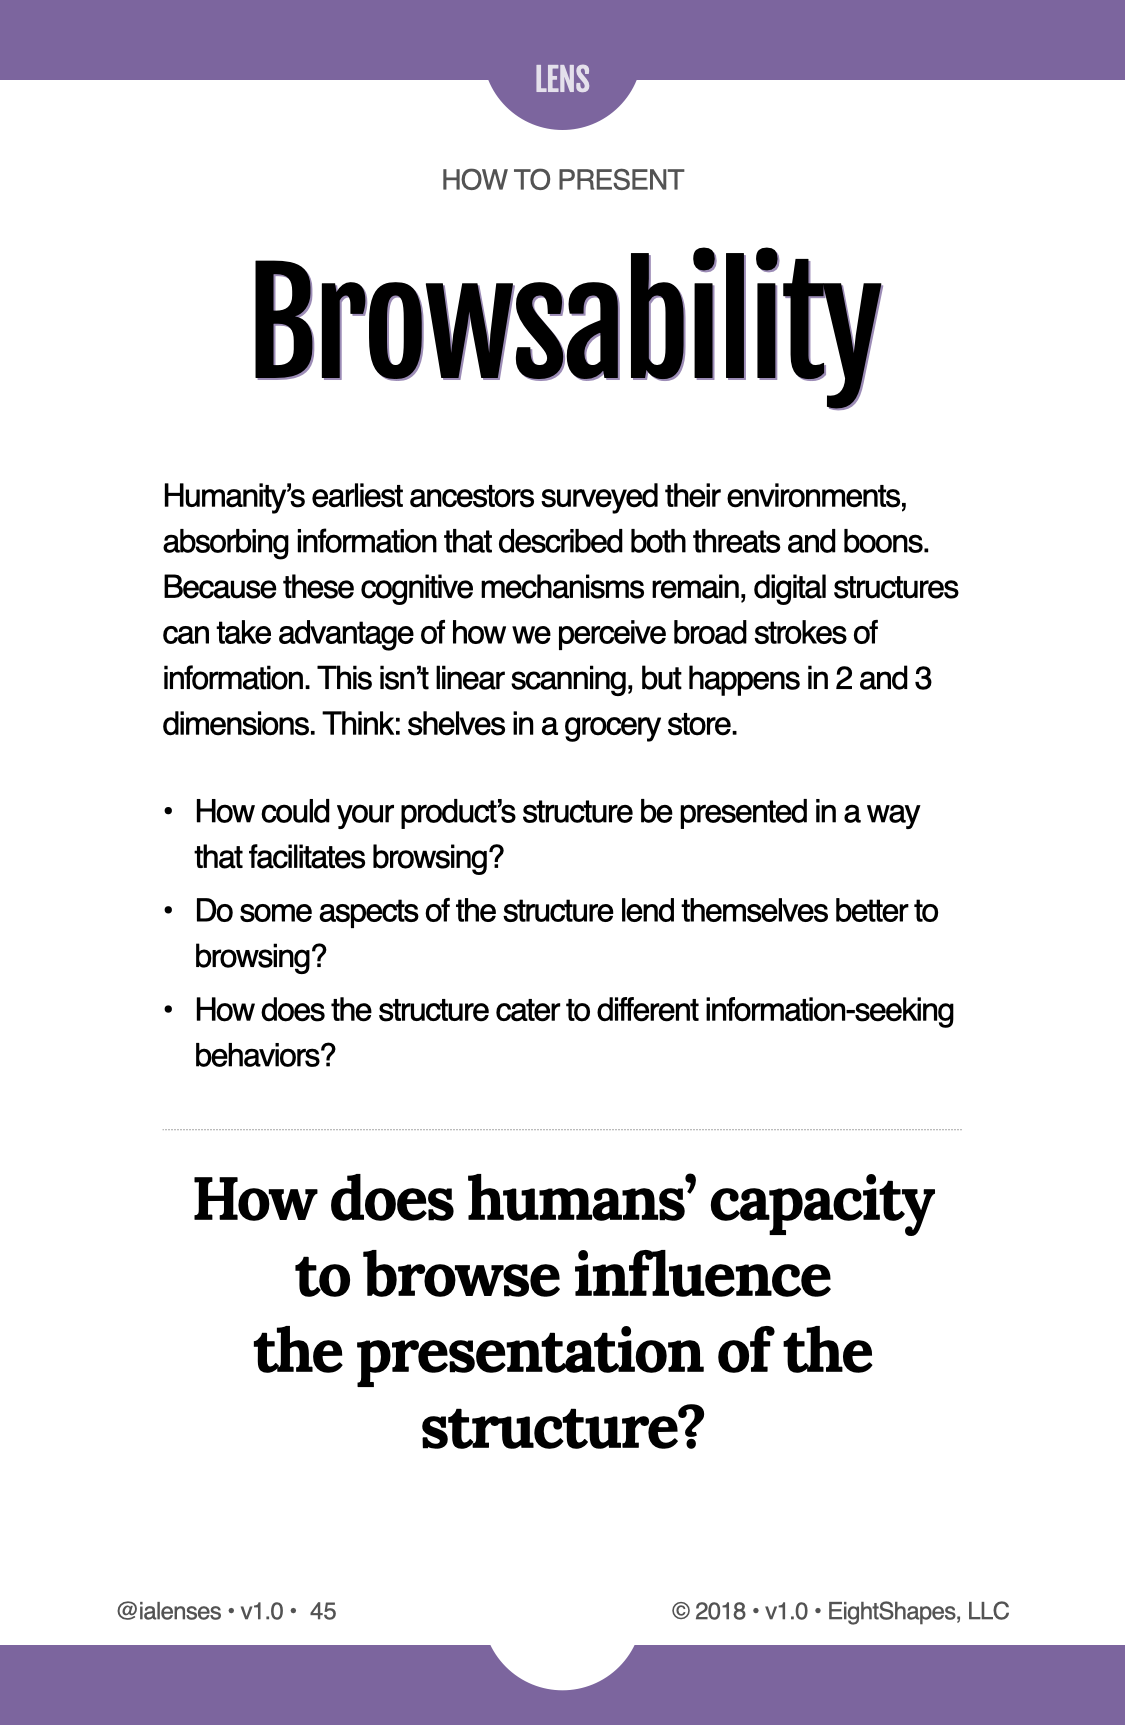 LENS
HOW TO PRESENT
Browsability
Humanity’s earliest ancestors surveyed their environments,
absorbing information that described both threats and boons.
Because these cognitive mechanisms remain, digital structures
can take advantage of how we perceive broad strokes of
information. This isn’t linear scanning, but happens in 2 and 3
dimensions. Think: shelves in a grocery store.
• How could your product’s structure be presented in a way
that facilitates browsing?
• Do some aspects of the structure lend themselves better to
browsing?
• How does the structure cater to different information-seeking
behaviors?
How does humans’ capacity
to browse influence
the presentation of the
structure?
@ialenses • v1.0 • 45
© 2018 • v1.0 • EightShapes, LLC